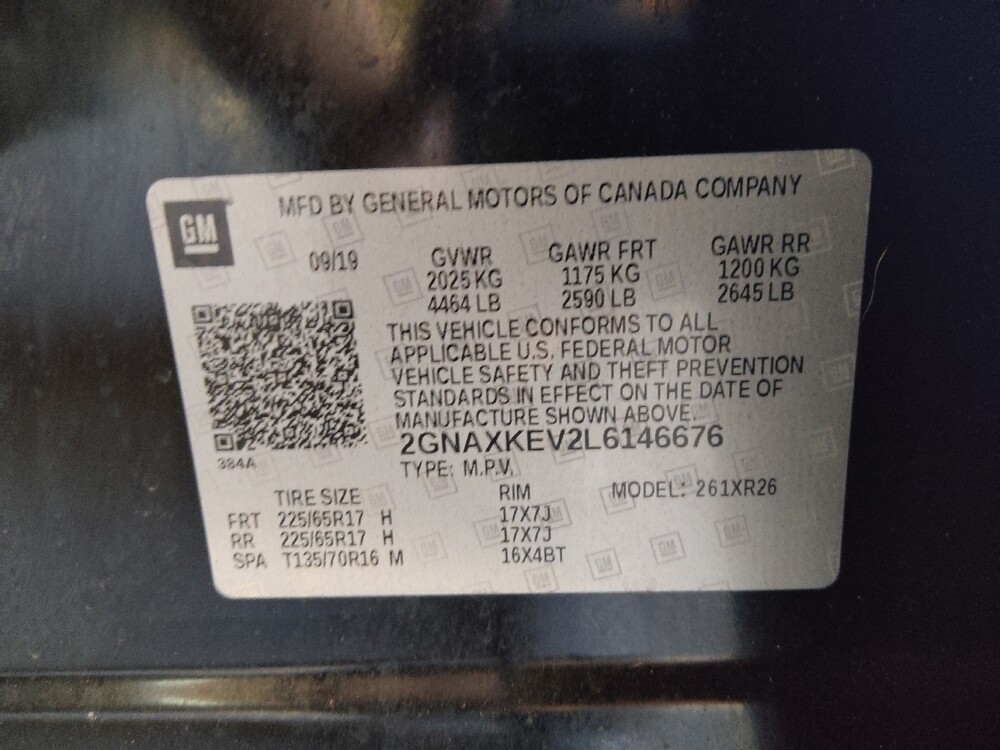 MFD BY GENERAL MOTORS OF CANADA COMPANY
GM
09/19 GVWR GAWR FRT GAWR RR
2025 KG 1175 KG 1200 KG
4464 LB 2590 LB 2645 LB
THIS VEHICLE CONFORMS TO ALL
APPLICABLE U.S. FEDERAL MOTOR
VEHICLE SAFETY AND THEFT PREVENTION
STANDARDS IN EFFECT ON THE DATE OF
MANUFACTURE SHOWN ABOVE.
2GNAXKEV2L6146676
384A
TYPE: M.P.V.
TIRE SIZE RIM MODEL: 261XR26
FRT 225/65R17 H 17X7J
RR 225/65R17 H 17X7J
SPA T135/70R16 M 16X4BT